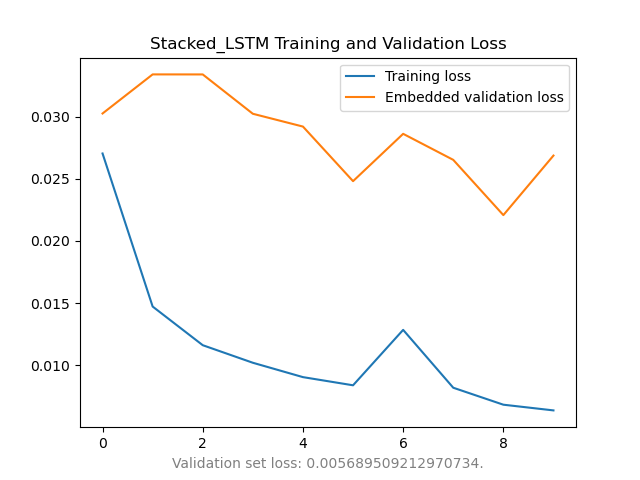 Stacked_LSTM Training and Validation Loss
Training loss
Embedded validation loss
0.030
0.025
0.020
0.015
0.010
0 2 4 6 8
Validation set loss: 0.005689509212970734.